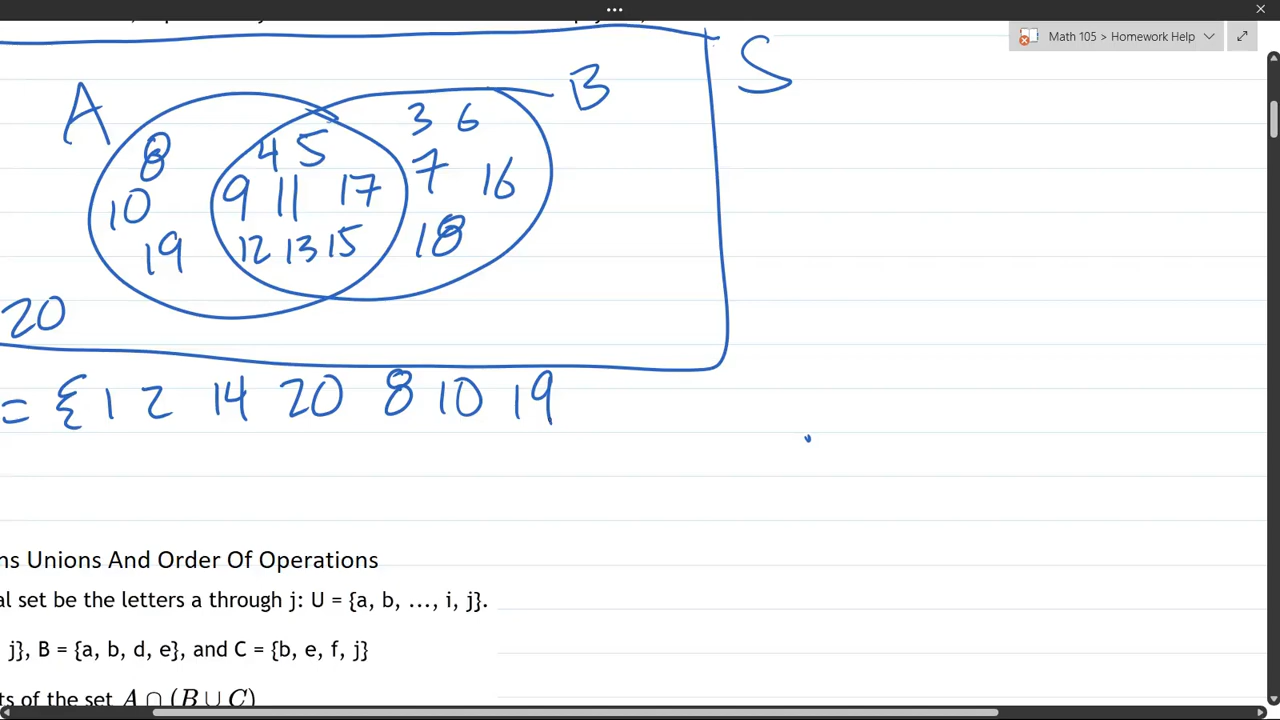 Math 105 > Homework Help
S
A
B
8
4 5
3 6
10
9 11 17
7 16
19
12 13 15
18
20
= { 1 2 14 20 8 10 19
ns Unions And Order Of Operations
al set be the letters a through j: U = {a, b, ..., i, j}.
j}, B = {a, b, d, e}, and C = {b, e, f, j}
ts of the set A ∩ (B ∪ C)